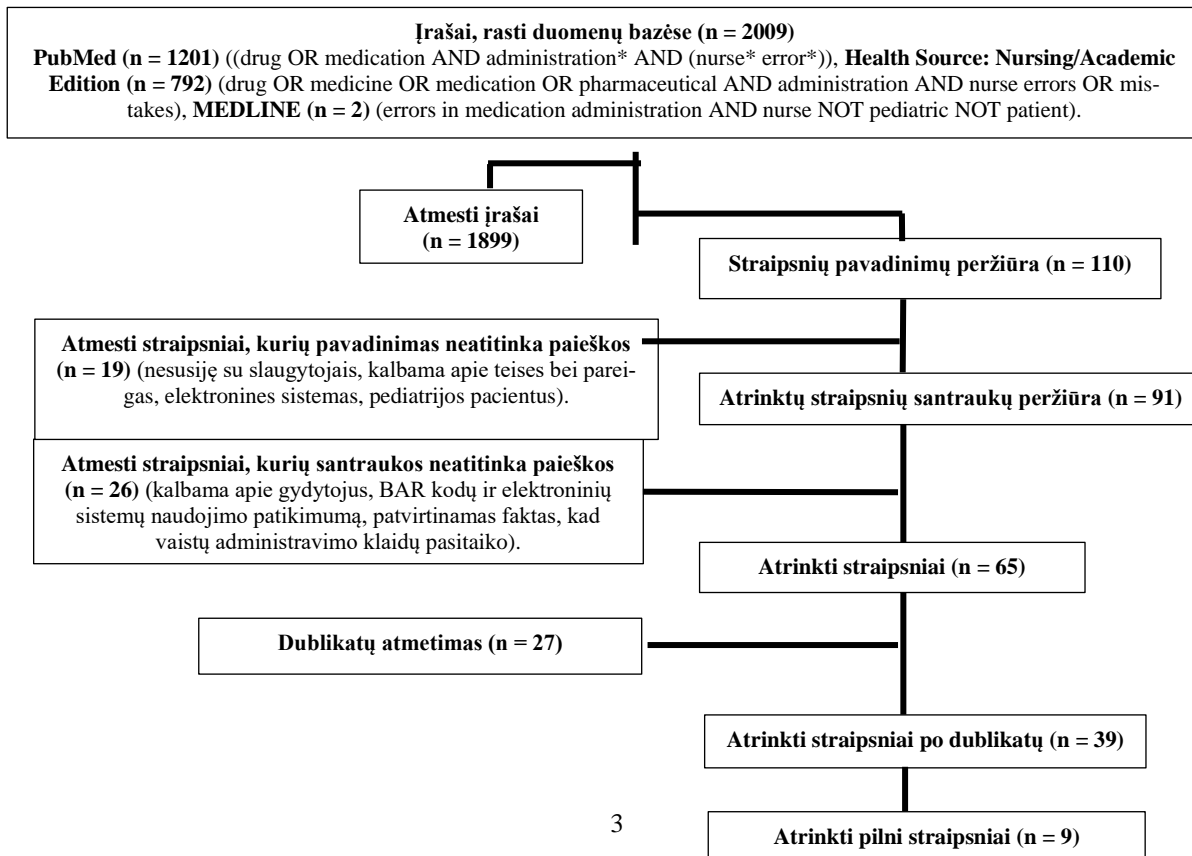 Įrašai, rasti duomenų bazėse (n = 2009)
PubMed (n = 1201) ((drug OR medication AND administration* AND (nurse* error*)), Health Source: Nursing/Academic
Edition (n = 792) (drug OR medicine OR medication OR pharmaceutical AND administration AND nurse errors OR mis-
takes), MEDLINE (n = 2) (errors in medication administration AND nurse NOT pediatric NOT patient).
Atmesti įrašai
(n = 1899)
Straipsnių pavadinimų peržiūra (n = 110)
Atmesti straipsniai, kurių pavadinimas neatitinka paieškos
(n = 19) (nesusiję su slaugytojais, kalbama apie teises bei parei-
gas, elektronines sistemas, pediatrijos pacientus).
Atrinktų straipsnių santraukų peržiūra (n = 91)
Atmesti straipsniai, kurių santraukos neatitinka paieškos
(n = 26) (kalbama apie gydytojus, BAR kodų ir elektroninių
sistemų naudojimo patikimumą, patvirtinamas faktas, kad
vaistų administravimo klaidų pasitaiko).
Atrinkti straipsniai (n = 65)
Dublikatų atmetimas (n = 27)
Atrinkti straipsniai po dublikatų (n = 39)
3
Atrinkti pilni straipsniai (n = 9)